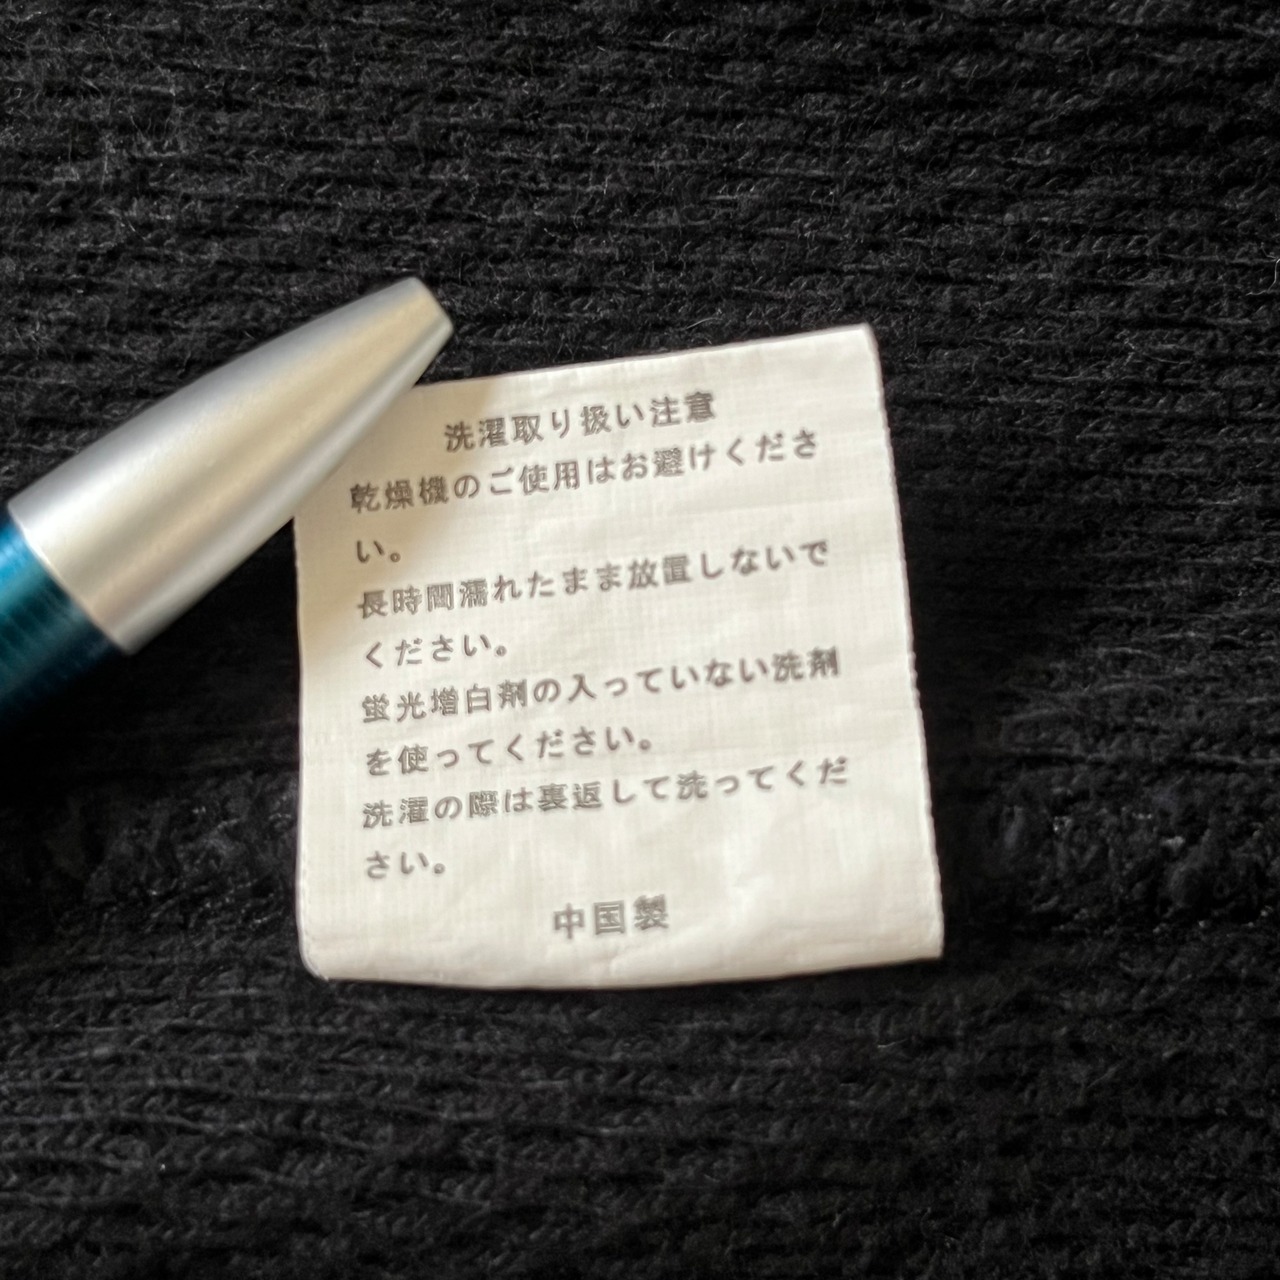 洗濯取り扱い注意
乾燥機のご使用はお避けくださ
い。
長時間濡れたまま放置しないで
ください。
蛍光増白剤の入っていない洗剤
を使ってください。
洗濯の際は裏返して洗ってくだ
さい。
中国製